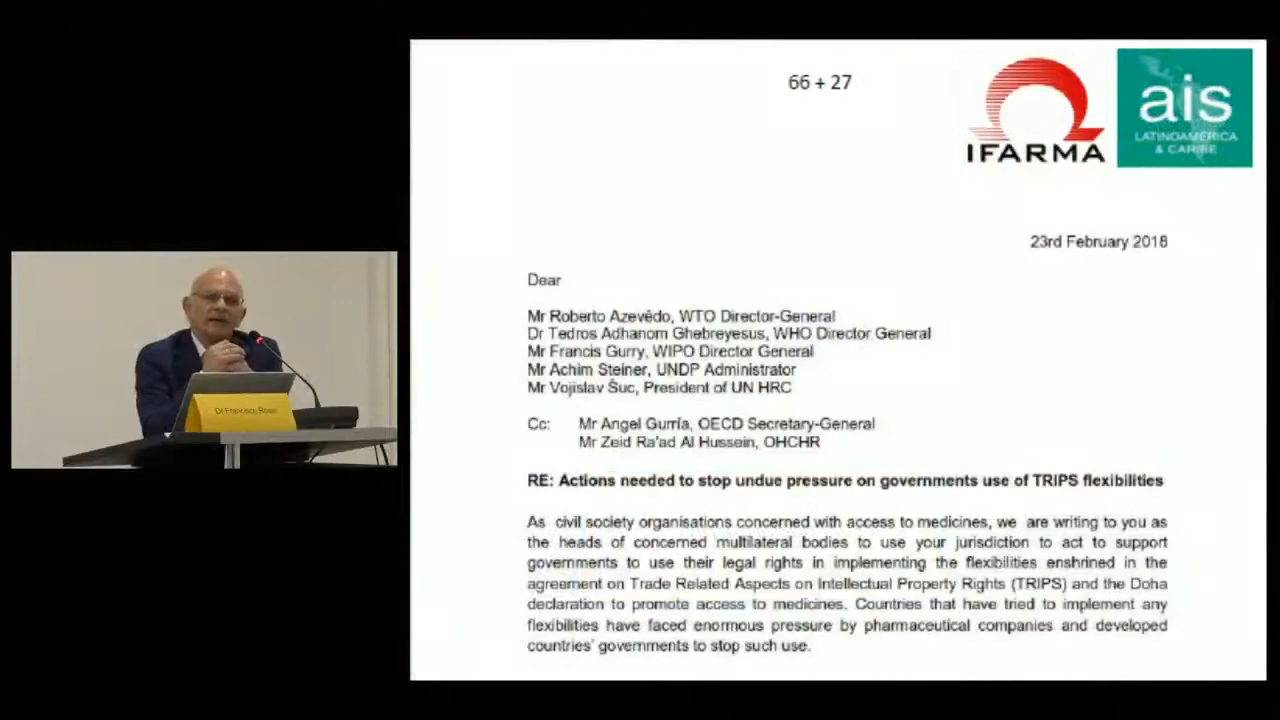 66 + 27
IFARMA
ais
LATINOAMÉRICA
& CARIBE
23rd February 2018
Dear
Mr Roberto Azevêdo, WTO Director-General
Dr Tedros Adhanom Ghebreyesus, WHO Director General
Mr Francis Gurry, WIPO Director General
Mr Achim Steiner, UNDP Administrator
Mr Vojislav Šuc, President of UN HRC
Cc: Mr Angel Gurría, OECD Secretary-General
Mr Zeid Ra'ad Al Hussein, OHCHR
RE: Actions needed to stop undue pressure on governments use of TRIPS flexibilities
As civil society organisations concerned with access to medicines, we are writing to you as
the heads of concerned multilateral bodies to use your jurisdiction to act to support
governments to use their legal rights in implementing the flexibilities enshrined in the
agreement on Trade Related Aspects on Intellectual Property Rights (TRIPS) and the Doha
declaration to promote access to medicines. Countries that have tried to implement any
flexibilities have faced enormous pressure by pharmaceutical companies and developed
countries' governments to stop such use.
Dr Francisco Rossi